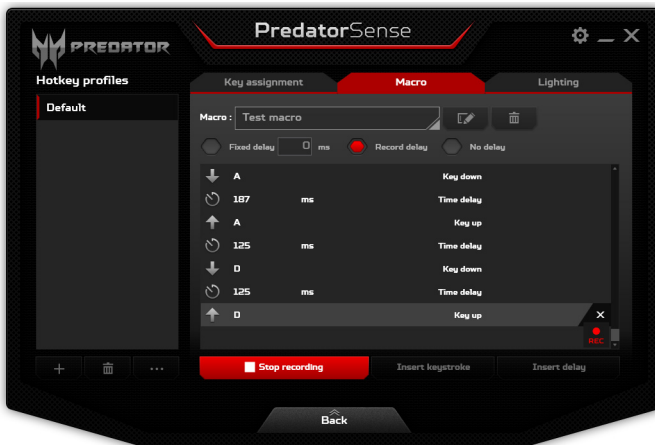 PREDATOR
PredatorSense
Hotkey profiles
Default
Key assignment
Macro
Lighting
Macro : Test macro
Fixed delay 0 ms Record delay No delay
A Key down
187 ms Time delay
A Key up
125 ms Time delay
D Key down
125 ms Time delay
D Key up
REC
Stop recording
Insert keystroke
Insert delay
Back